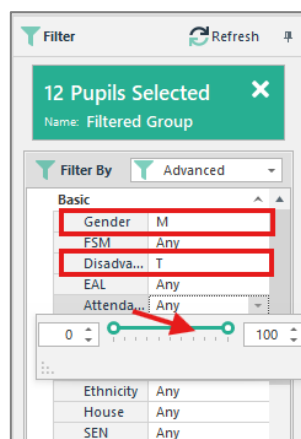 Filter Refresh
12 Pupils Selected
Name: Filtered Group
Filter By Advanced
Basic
Gender M
FSM Any
Disadva... T
EAL Any
Attenda... Any
0 100
Ethnicity Any
House Any
SEN Any